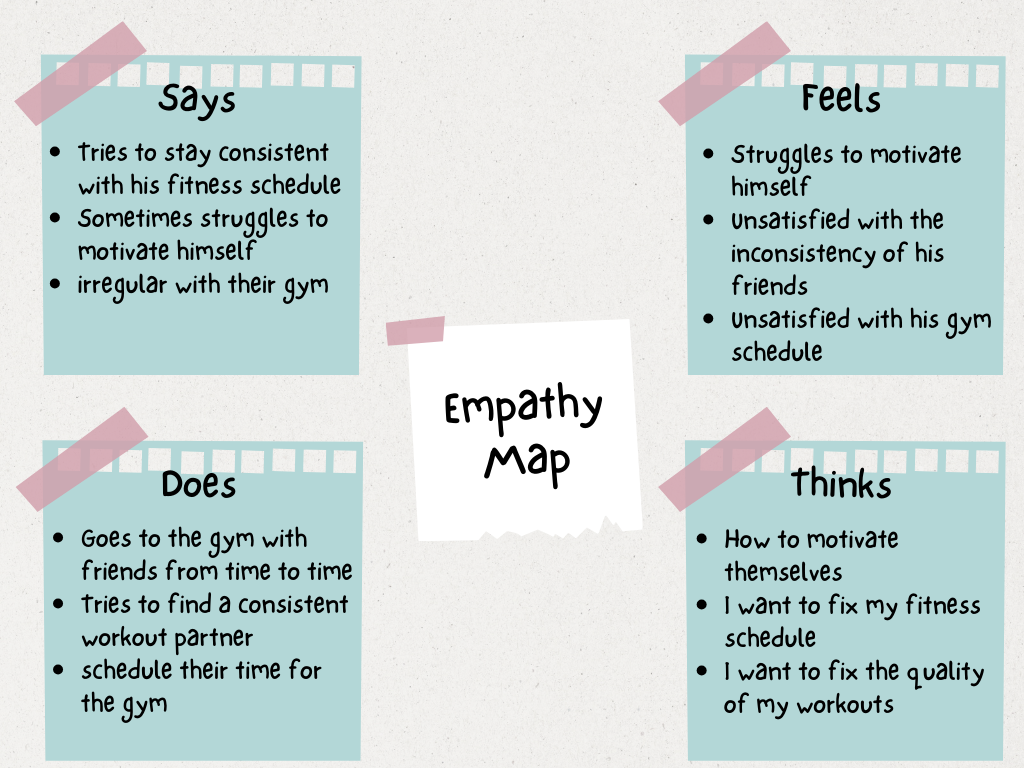 Says
• Tries to stay consistent
with his fitness schedule
• Sometimes struggles to
motivate himself
• irregular with their gym
Feels
• Struggles to motivate
himself
• Unsatisfied with the
inconsistency of his
friends
• Unsatisfied with his gym
schedule
Empathy
Map
Does
• Goes to the gym with
friends from time to time
• Tries to find a consistent
workout partner
• schedule their time for
the gym
Thinks
• How to motivate
themselves
• I want to fix my fitness
schedule
• I want to fix the quality
of my workouts